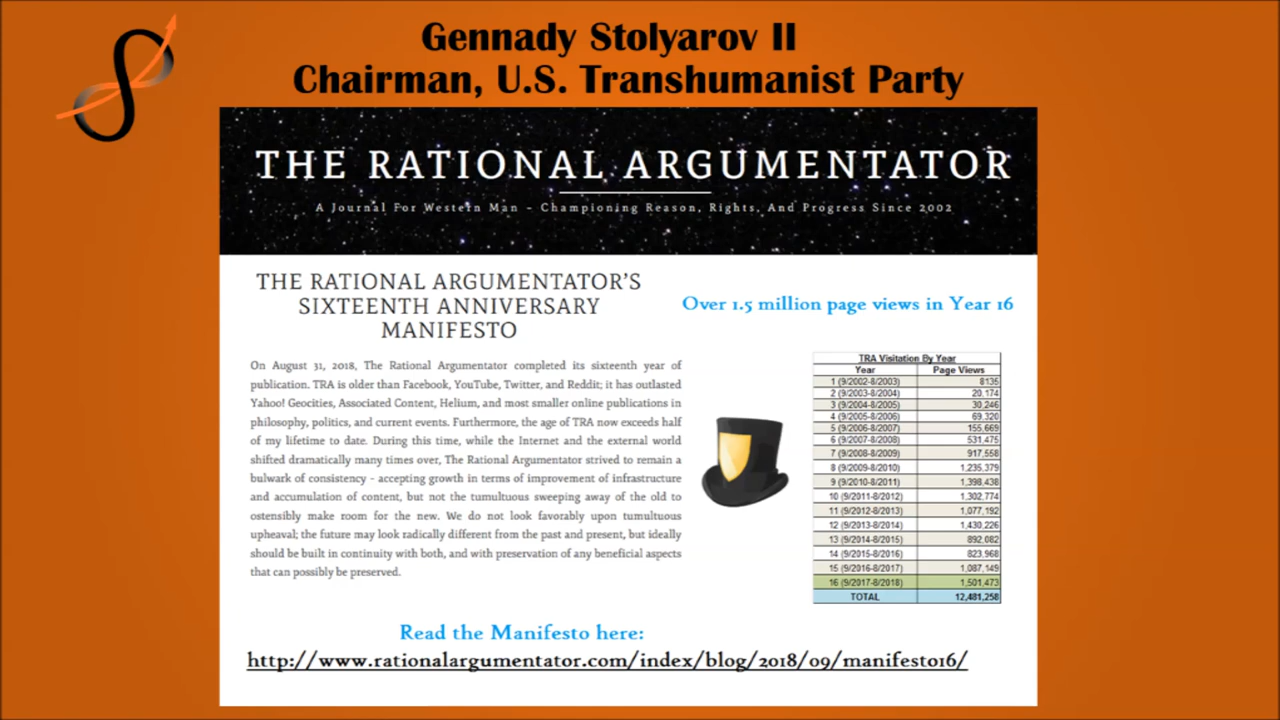 Gennady Stolyarov II
Chairman, U.S. Transhumanist Party
THE RATIONAL ARGUMENTATOR
A Journal For Western Man – Championing Reason, Rights, And Progress Since 2002
THE RATIONAL ARGUMENTATOR'S
SIXTEENTH ANNIVERSARY
MANIFESTO
On August 31, 2018, The Rational Argumentator completed its sixteenth year of
publication. TRA is older than Facebook, YouTube, Twitter, and Reddit; it has outlasted
Yahoo! Geocities, Associated Content, Helium, and most smaller online publications in
philosophy, politics, and current events. Furthermore, the age of TRA now exceeds half
of my lifetime to date. During this time, while the Internet and the external world
shifted dramatically many times over, The Rational Argumentator strived to remain a
bulwark of consistency - accepting growth in terms of improvement of infrastructure
and accumulation of content, but not the tumultuous sweeping away of the old to
ostensibly make room for the new. We do not look favorably upon tumultuous
upheaval; the future may look radically different from the past and present, but ideally
should be built in continuity with both, and with preservation of any beneficial aspects
that can possibly be preserved.
Over 1.5 million page views in Year 16
TRA Visitation By Year
Year Page Views
1 (9/2002-8/2003) 8135
2 (9/2003-8/2004) 20,174
3 (9/2004-8/2005) 30,246
4 (9/2005-8/2006) 69,320
5 (9/2006-8/2007) 155,669
6 (9/2007-8/2008) 531,475
7 (9/2008-8/2009) 917,558
8 (9/2009-8/2010) 1,235,379
9 (9/2010-8/2011) 1,398,438
10 (9/2011-8/2012) 1,302,774
11 (9/2012-8/2013) 1,077,192
12 (9/2013-8/2014) 1,430,226
13 (9/2014-8/2015) 892,082
14 (9/2015-8/2016) 823,968
15 (9/2016-8/2017) 1,087,149
16 (9/2017-8/2018) 1,501,473
TOTAL 12,481,258
Read the Manifesto here:
http://www.rationalargumentator.com/index/blog/2018/09/manifesto16/